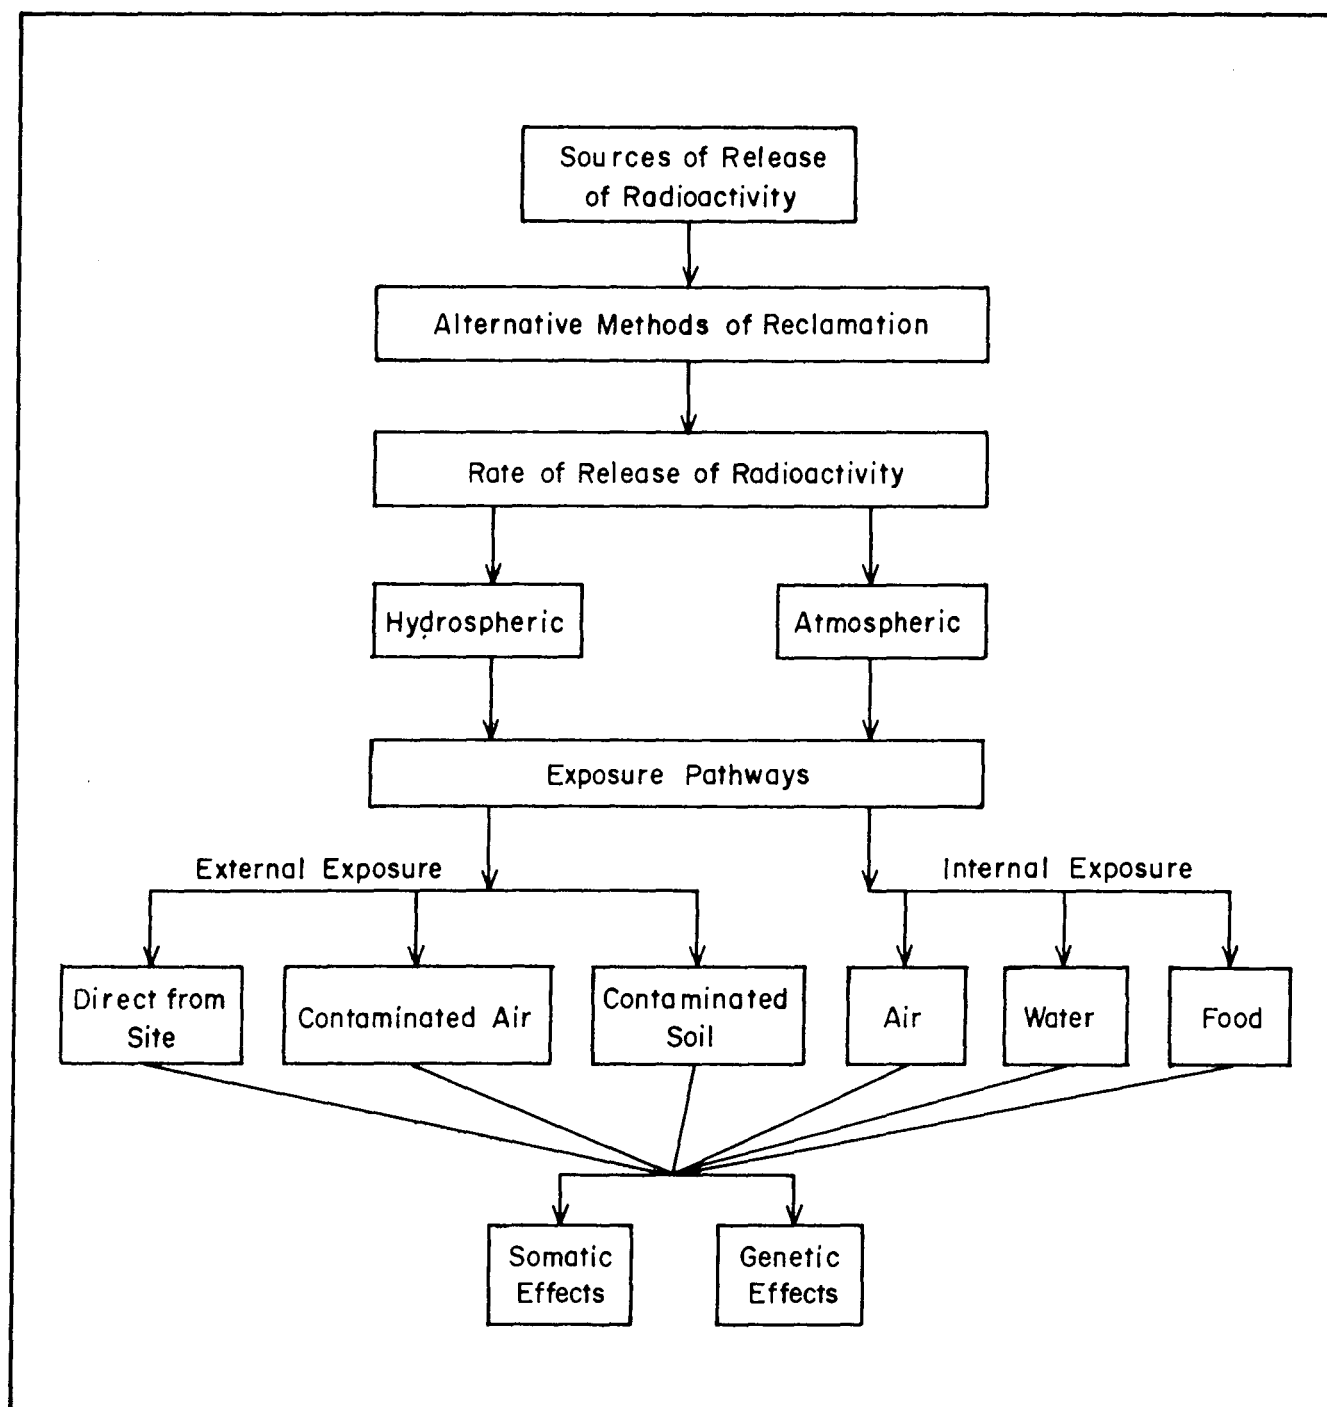 Sources of Release
of Radioactivity
Alternative Methods of Reclamation
Rate of Release of Radioactivity
Hydrospheric
Atmospheric
Exposure Pathways
External Exposure
Internal Exposure
Direct from
Site
Contaminated Air
Contaminated
Soil
Air
Water
Food
Somatic
Effects
Genetic
Effects